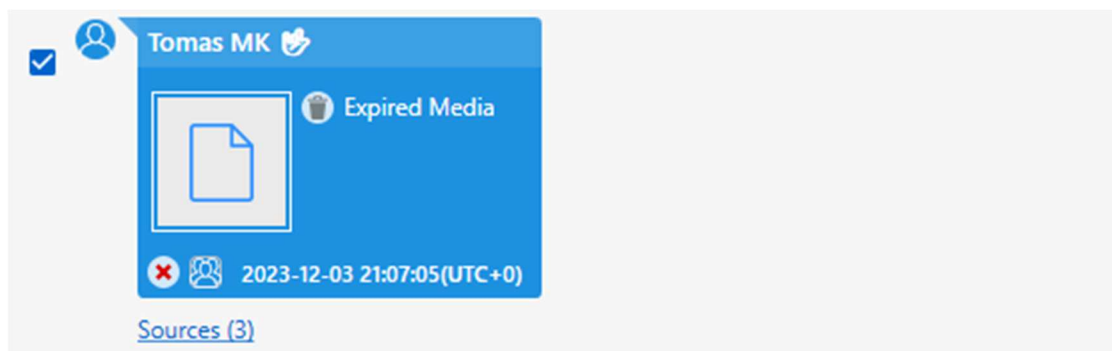 Tomas MK
Expired Media
2023-12-03 21:07:05(UTC+0)
Sources (3)